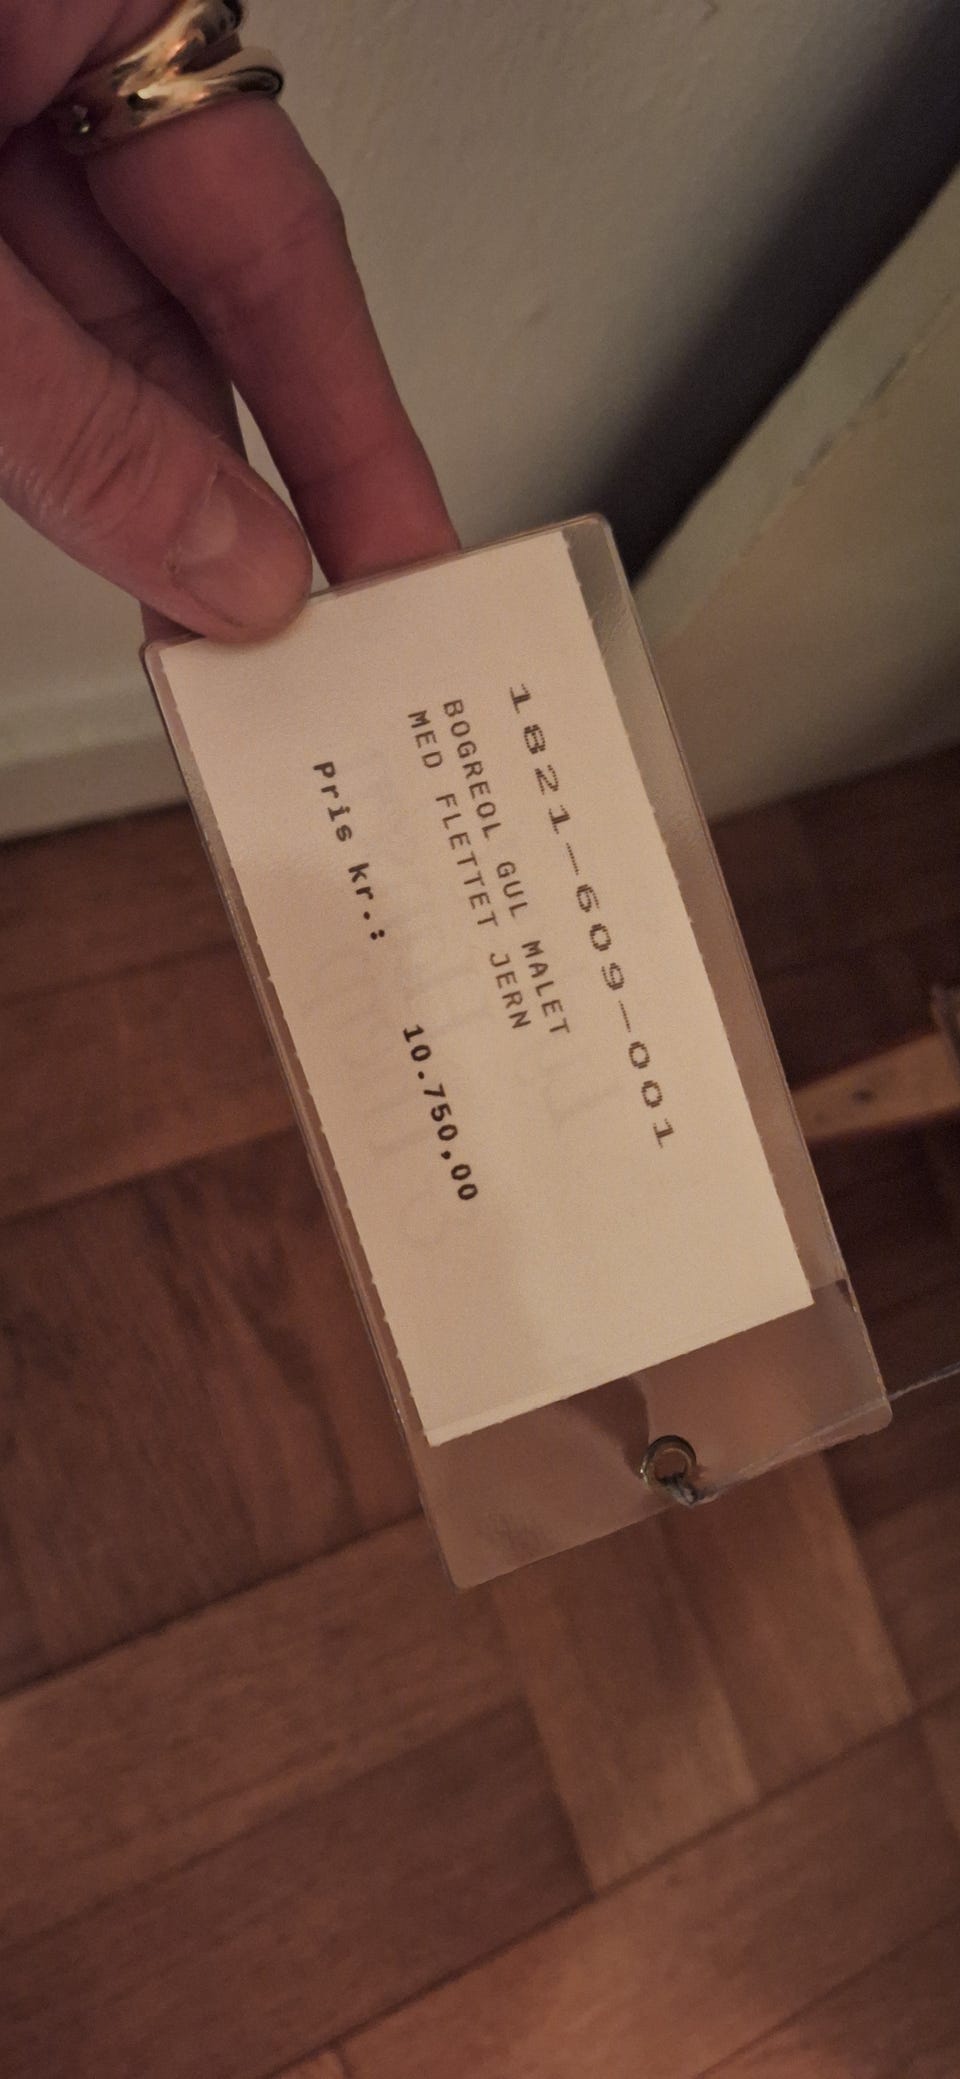 1821-609-001
BOGREOL GUL MALET
MED FLETTET JERN
Pris kr.: 10.750,00